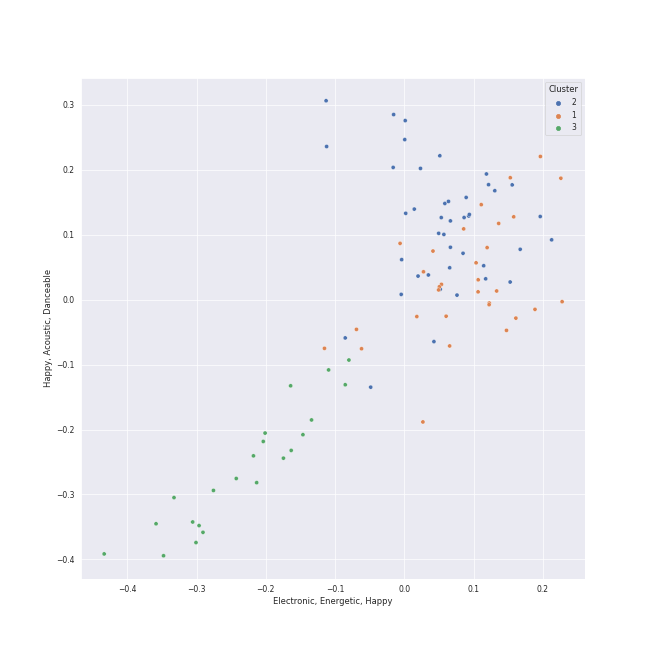 Cluster
2
1
3
0.3
0.2
0.1
0.0
−0.1
−0.2
−0.3
−0.4
Happy, Acoustic, Danceable
−0.4 −0.3 −0.2 −0.1 0.0 0.1 0.2
Electronic, Energetic, Happy